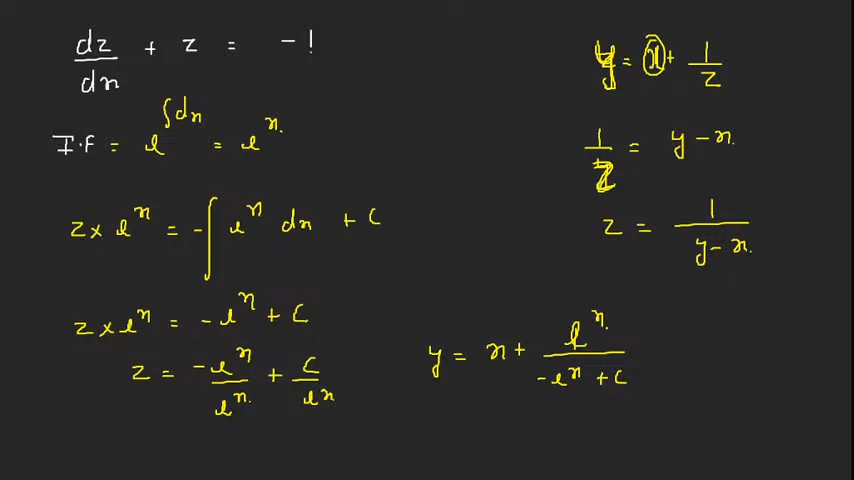 dz/dx + z = -1
I.F = e^∫dx = e^x.
z × e^x = -∫ e^x dx + C
z × e^x = -e^x + C
z = -e^x/e^x + C/e^x
y = x + 1/z
1/z = y - x
z = 1/(y - x)
y = x + e^x/(-e^x + C)